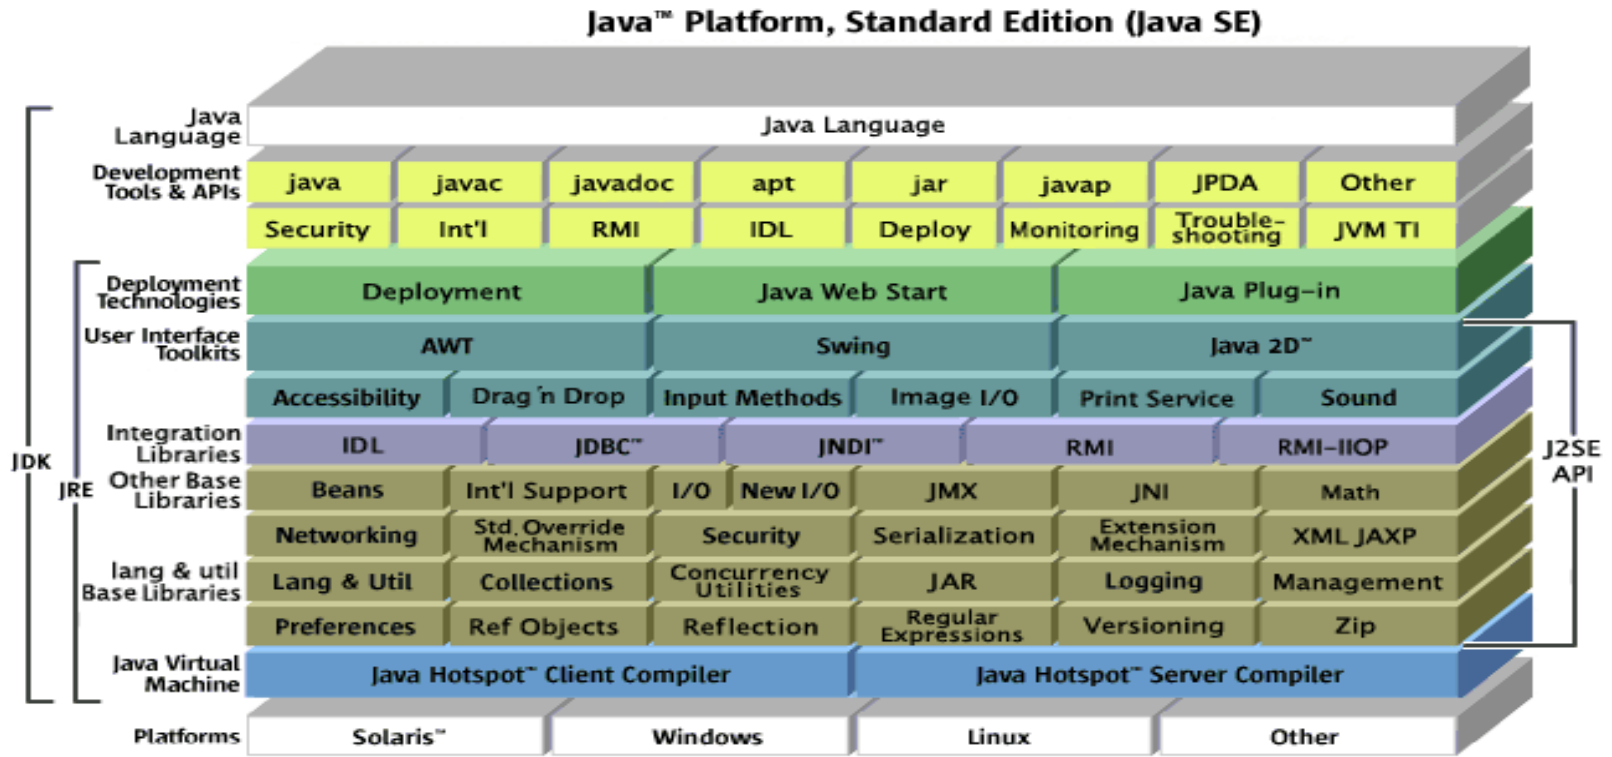 Java™ Platform, Standard Edition (Java SE)
Java
Language
Java Language
Development
Tools & APIs
java javac javadoc apt jar javap JPDA Other
Security Int'l RMI IDL Deploy Monitoring Trouble-
shooting JVM TI
Deployment
Technologies
Deployment Java Web Start Java Plug-in
User Interface
Toolkits
AWT Swing Java 2D™
Accessibility Drag 'n Drop Input Methods Image I/O Print Service Sound
Integration
Libraries
IDL JDBC™ JNDI™ RMI RMI-IIOP
JDK
JRE
J2SE
API
Other Base
Libraries
Beans Int'l Support I/O New I/O JMX JNI Math
Networking Std. Override
Mechanism Security Serialization Extension
Mechanism XML JAXP
lang & util
Base Libraries
Lang & Util Collections Concurrency
Utilities JAR Logging Management
Preferences Ref Objects Reflection Regular
Expressions Versioning Zip
Java Virtual
Machine
Java Hotspot™ Client Compiler Java Hotspot™ Server Compiler
Platforms
Solaris™ Windows Linux Other